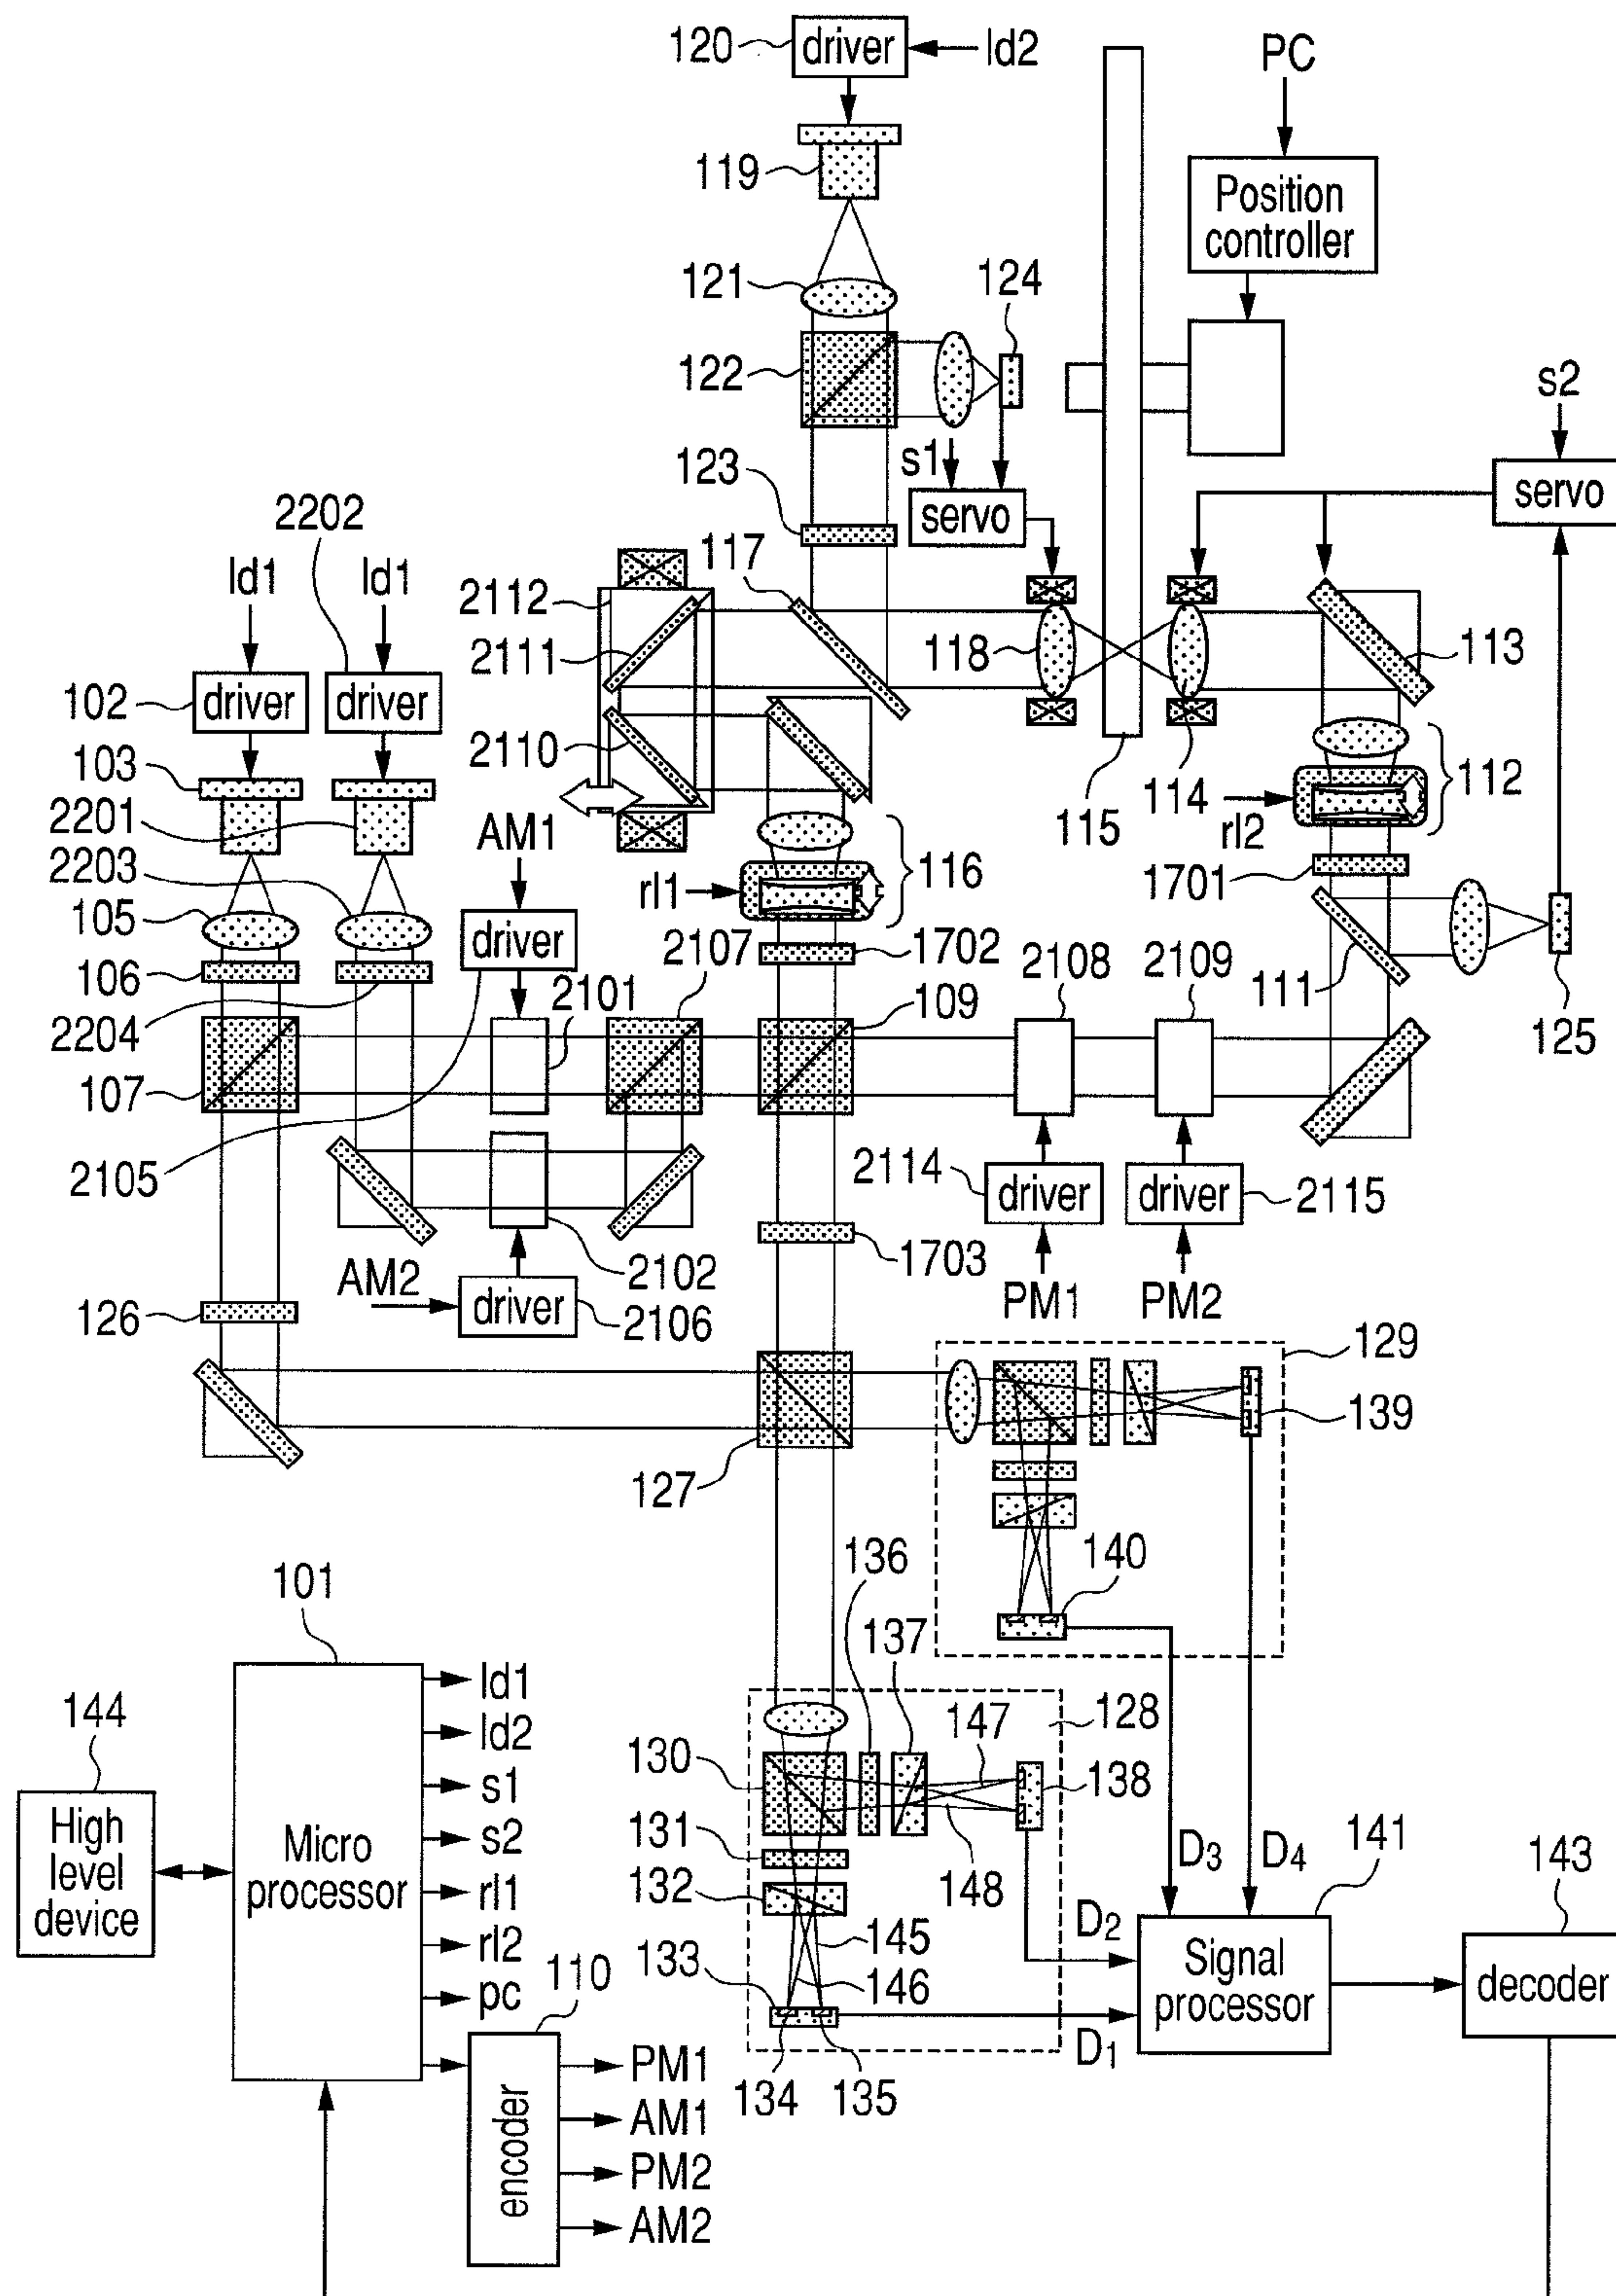 120
driver
ld2
PC
119
Position
controller
121
124
122
s2
s1
123
servo
servo
2202
117
ld1
ld1
2112
2111
118
113
102
driver
driver
2110
103
112
2201
AM1
115
114
rl2
2203
rl1
116
1701
105
driver
2107
1702
2108
2109
106
2101
109
111
2204
125
107
2105
2114
driver
driver
2115
1703
AM2
2102
126
driver
2106
PM1
PM2
129
139
127
136
140
101
137
ld1
147
128
144
ld2
130
138
s1
High
level
device
Micro
processor
s2
131
141
143
D3
D4
132
148
rl1
D2
145
rl2
133
146
Signal
processor
decoder
110
pc
D1
PM1
134
135
encoder
AM1
PM2
AM2